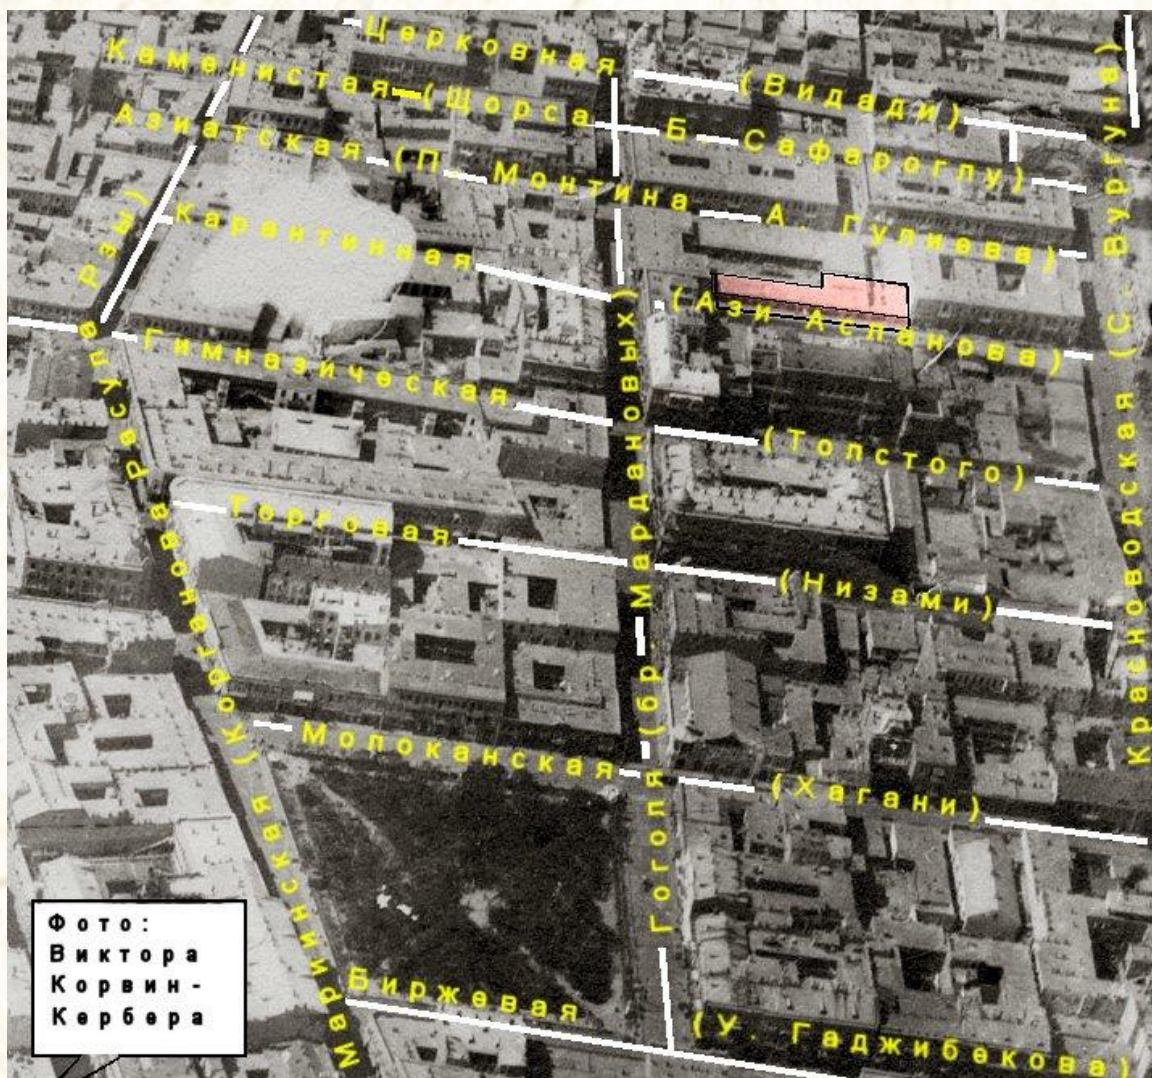 Церковная (Видади)
Каменистая (Щорса Б. Сафароглу)
Азиатская (П. Монтина А. Гулиева)
Карантинная (Ази Асланова)
Гимназическая (Толстого)
Торговая (Низами)
Молоканская (Хагани)
Биржевая (У. Гаджибекова)
Мариинская (Корганова Расула Рзы)
Гоголя (бр. Мардановых)
Красноводская (С. Вургуна)
Фото:
Виктора
Корвин-
Кербера